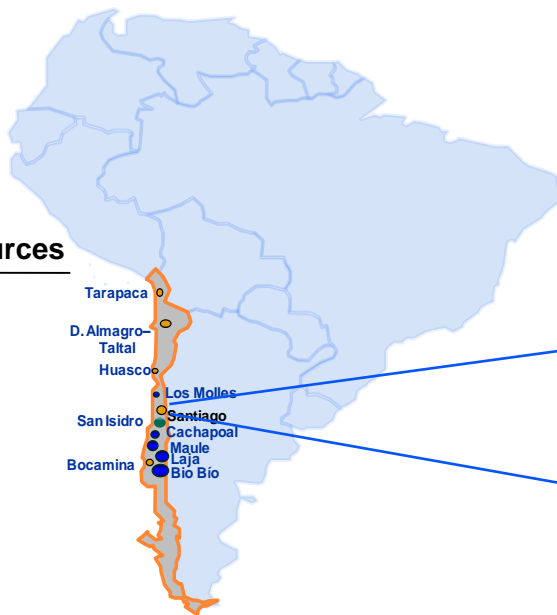 urces
Tarapaca
D. Almagro–
Taltal
Huasco
Los Molles
Santiago
San Isidro
Cachapoal
Maule
Laja
Bocamina
Bio Bío